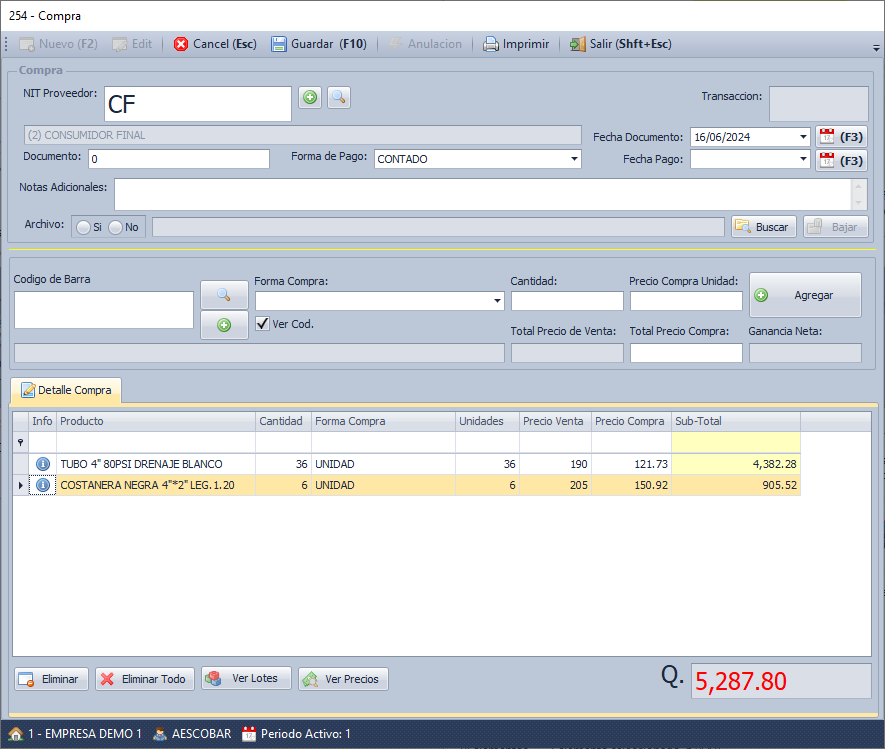 254 - Compra
Nuevo (F2) Edit Cancel (Esc) Guardar (F10) Anulacion Imprimir Salir (Shft+Esc)
Compra
NIT Proveedor: CF Transaccion:
(2) CONSUMIDOR FINAL Fecha Documento: 16/06/2024 (F3)
Documento: 0 Forma de Pago: CONTADO Fecha Pago: (F3)
Notas Adicionales:
Archivo: Si No Buscar Bajar
Codigo de Barra Forma Compra: Cantidad: Precio Compra Unidad:
Agregar
Ver Cod. Total Precio de Venta: Total Precio Compra: Ganancia Neta:
Detalle Compra
Info Producto Cantidad Forma Compra Unidades Precio Venta Precio Compra Sub-Total
TUBO 4" 80PSI DRENAJE BLANCO 36 UNIDAD 36 190 121.73 4,382.28
COSTANERA NEGRA 4"*2" LEG.1.20 6 UNIDAD 6 205 150.92 905.52
Eliminar Eliminar Todo Ver Lotes Ver Precios Q. 5,287.80
1 - EMPRESA DEMO 1 AESCOBAR Periodo Activo: 1